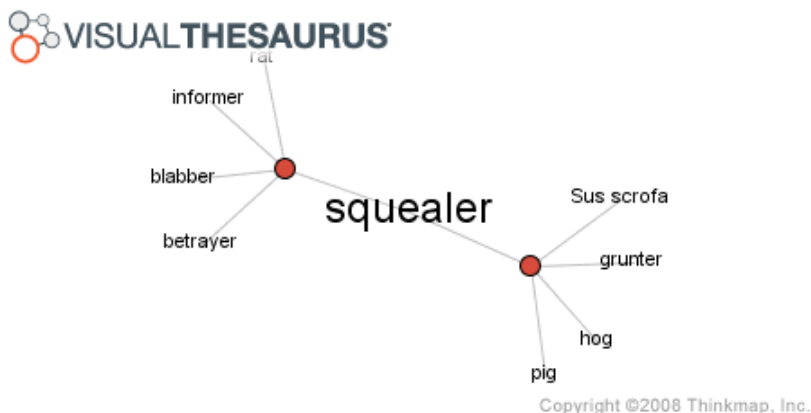 VISUALTHESAURUS
rat
informer
blabber
betrayer
squealer
Sus scrofa
grunter
hog
pig
Copyright ©2008 Thinkmap, Inc.